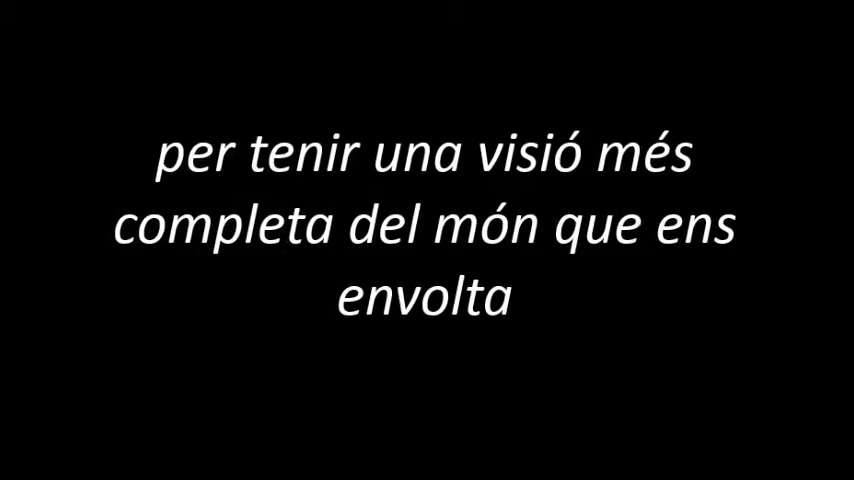 per tenir una visió més
completa del món que ens
envolta